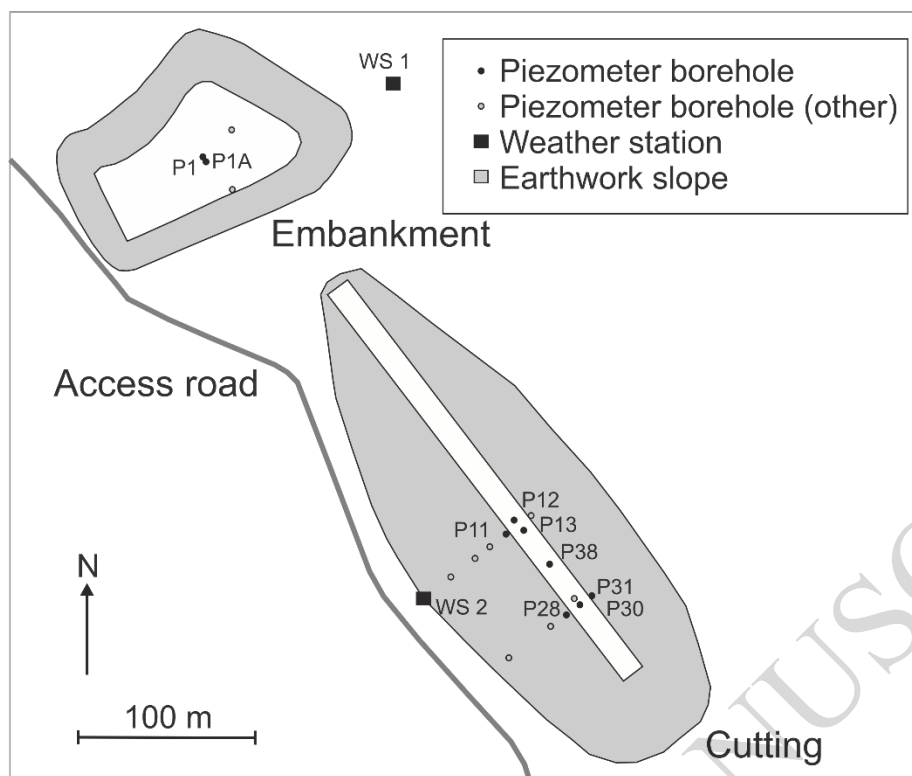 WS 1
Piezometer borehole
Piezometer borehole (other)
Weather station
Earthwork slope
P1 P1A
Embankment
Access road
P12
P11 P13
P38
N
P31
WS 2 P28 P30
100 m
Cutting
NUSC